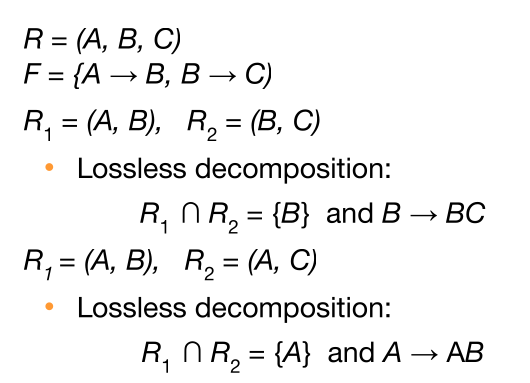 R = (A, B, C)
F = {A → B, B → C)
R₁ = (A, B), R₂ = (B, C)
• Lossless decomposition:
R₁ ∩ R₂ = {B} and B → BC
R₁ = (A, B), R₂ = (A, C)
• Lossless decomposition:
R₁ ∩ R₂ = {A} and A → AB